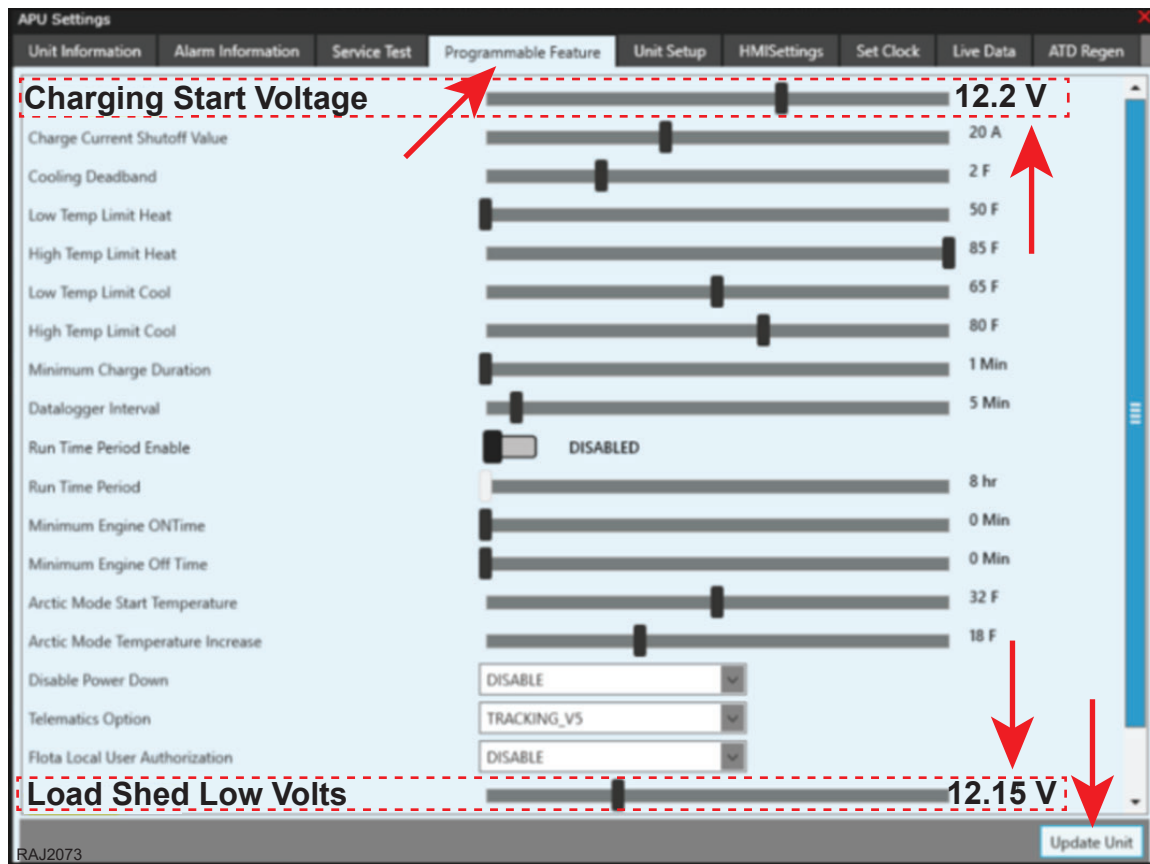 APU Settings
Unit Information Alarm Information Service Test Programmable Feature Unit Setup HMISettings Set Clock Live Data ATD Regen
Charging Start Voltage 12.2 V
Charge Current Shutoff Value 20 A
Cooling Deadband 2 F
Low Temp Limit Heat 50 F
High Temp Limit Heat 85 F
Low Temp Limit Cool 65 F
High Temp Limit Cool 80 F
Minimum Charge Duration 1 Min
Datalogger Interval 5 Min
Run Time Period Enable DISABLED
Run Time Period 8 hr
Minimum Engine ONTime 0 Min
Minimum Engine Off Time 0 Min
Arctic Mode Start Temperature 32 F
Arctic Mode Temperature Increase 18 F
Disable Power Down DISABLE
Telematics Option TRACKING_V5
Flota Local User Authorization DISABLE
Load Shed Low Volts 12.15 V
Update Unit
RAJ2073